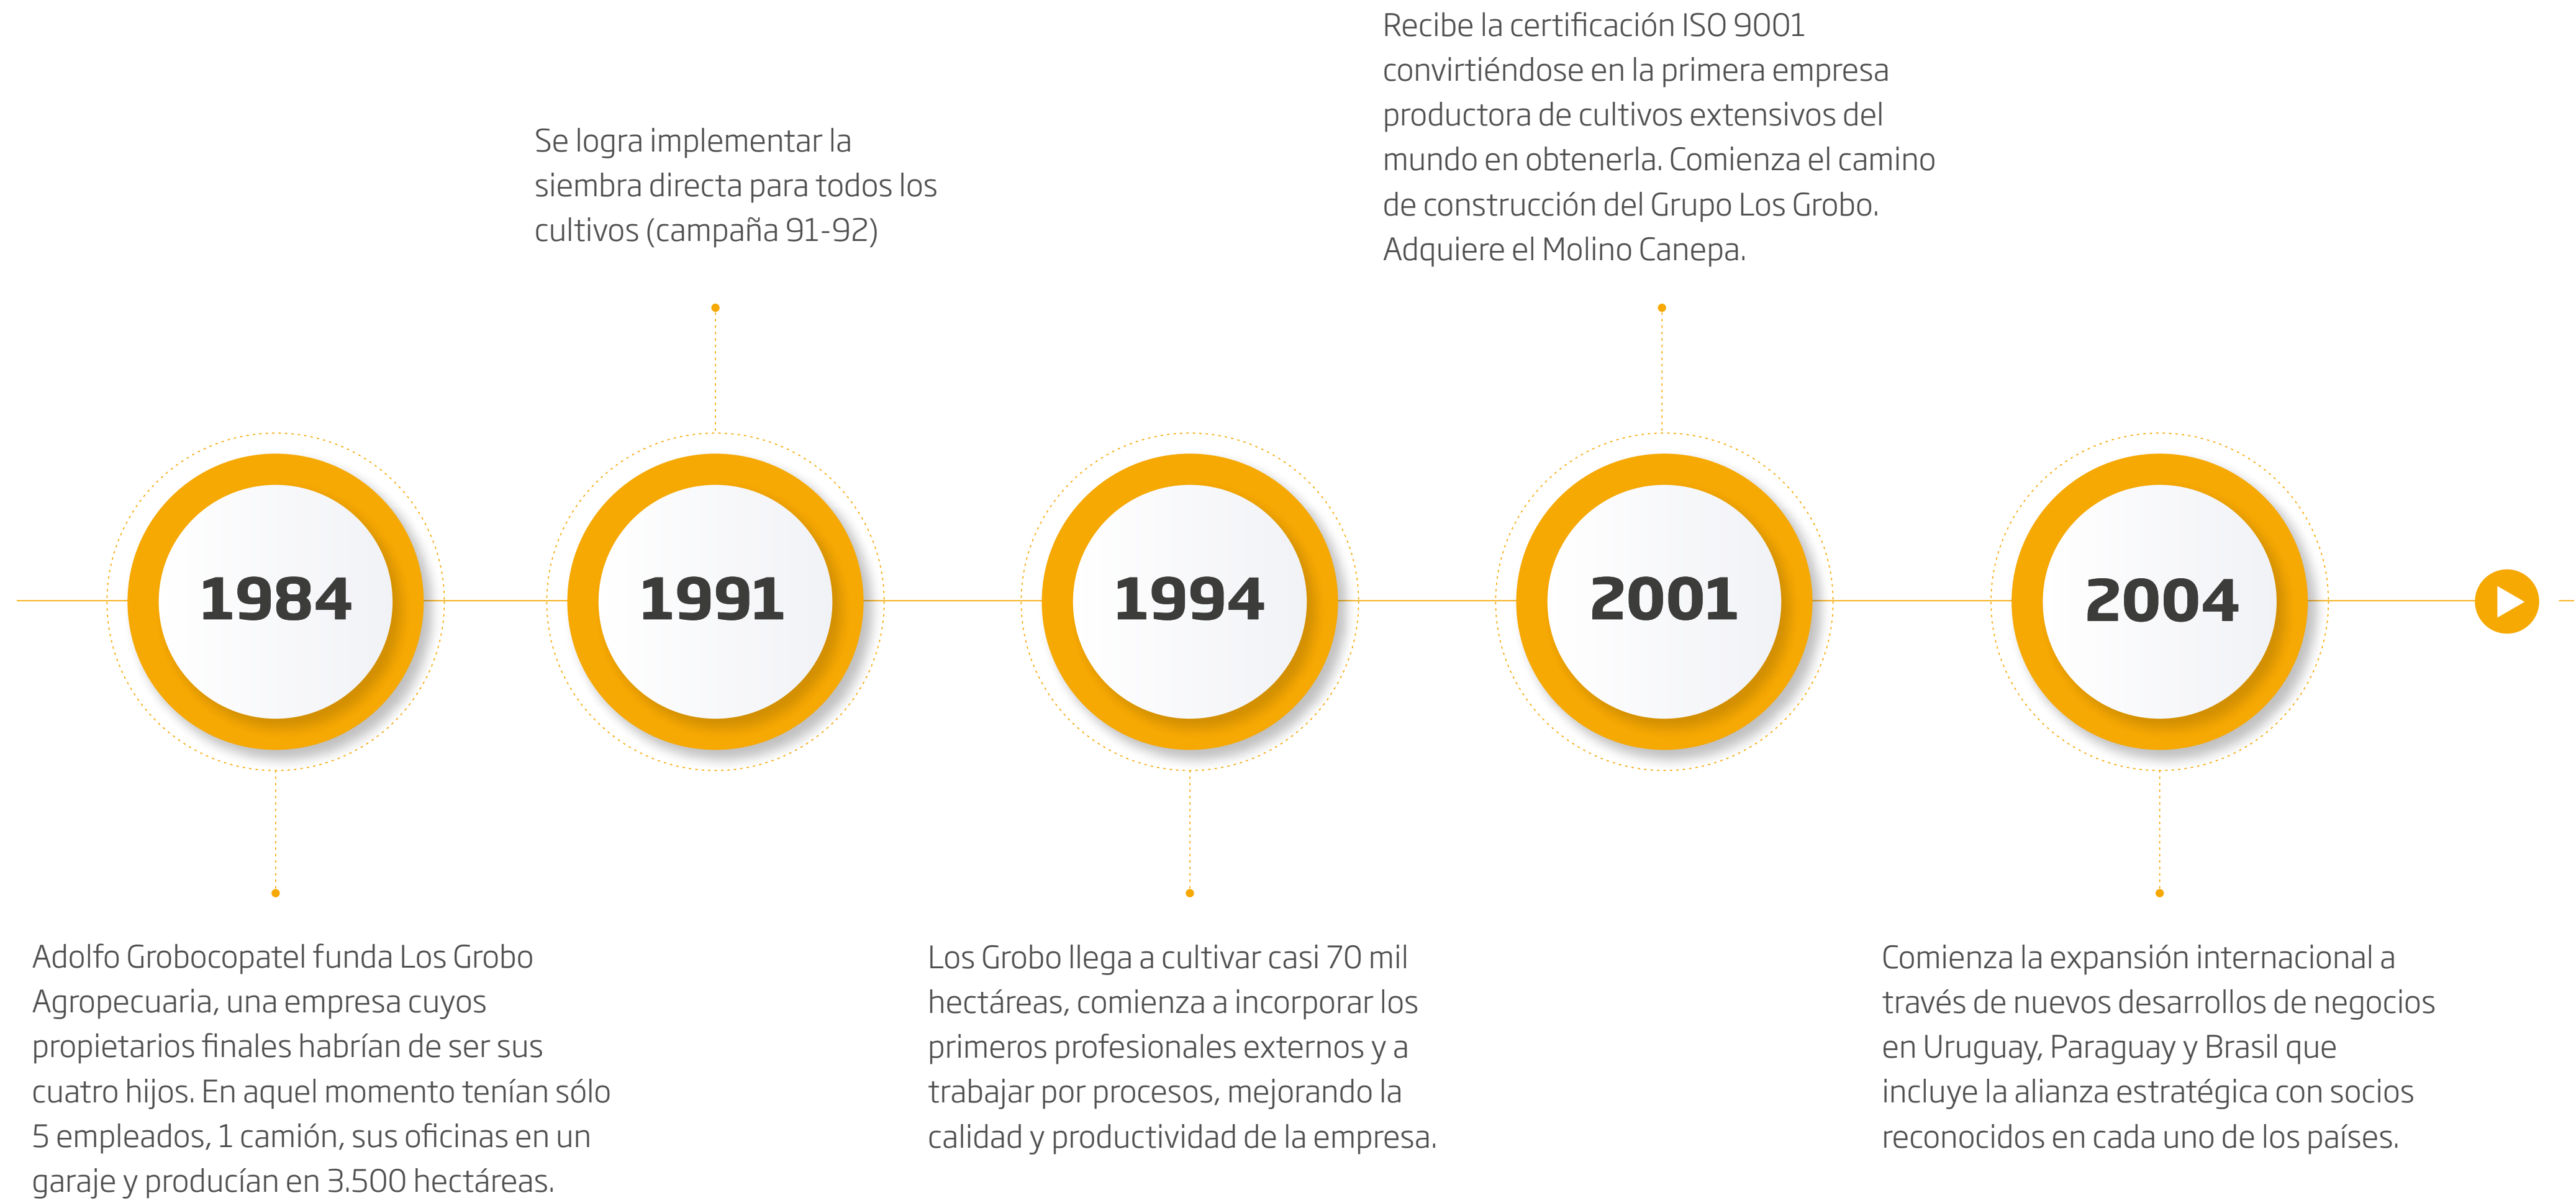 1984
Adolfo Grobocopatel funda Los Grobo
Agropecuaria, una empresa cuyos
propietarios finales habrían de ser sus
cuatro hijos. En aquel momento tenían sólo
5 empleados, 1 camión, sus oficinas en un
garaje y producían en 3.500 hectáreas.
1991
Se logra implementar la
siembra directa para todos los
cultivos (campaña 91-92)
1994
Los Grobo llega a cultivar casi 70 mil
hectáreas, comienza a incorporar los
primeros profesionales externos y a
trabajar por procesos, mejorando la
calidad y productividad de la empresa.
2001
Recibe la certificación ISO 9001
convirtiéndose en la primera empresa
productora de cultivos extensivos del
mundo en obtenerla. Comienza el camino
de construcción del Grupo Los Grobo.
Adquiere el Molino Canepa.
2004
Comienza la expansión internacional a
través de nuevos desarrollos de negocios
en Uruguay, Paraguay y Brasil que
incluye la alianza estratégica con socios
reconocidos en cada uno de los países.